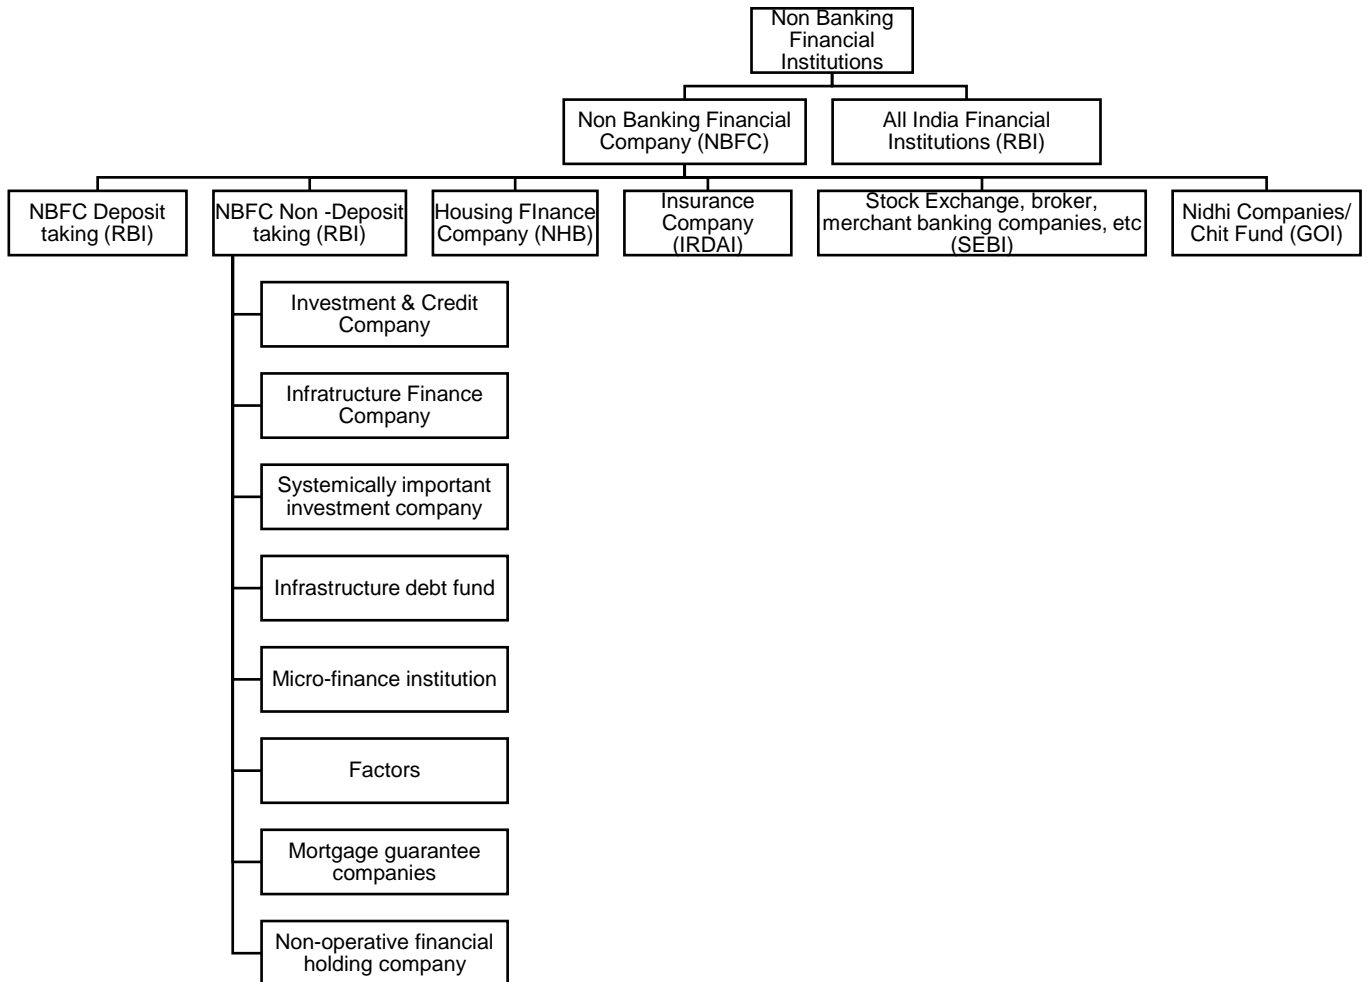 Non Banking
Financial
Institutions
Non Banking Financial
Company (NBFC)
All India Financial
Institutions (RBI)
NBFC Deposit
taking (RBI)
NBFC Non -Deposit
taking (RBI)
Housing FInance
Company (NHB)
Insurance
Company
(IRDAI)
Stock Exchange, broker,
merchant banking companies, etc
(SEBI)
Nidhi Companies/
Chit Fund (GOI)
Investment & Credit
Company
Infratructure Finance
Company
Systemically important
investment company
Infrastructure debt fund
Micro-finance institution
Factors
Mortgage guarantee
companies
Non-operative financial
holding company